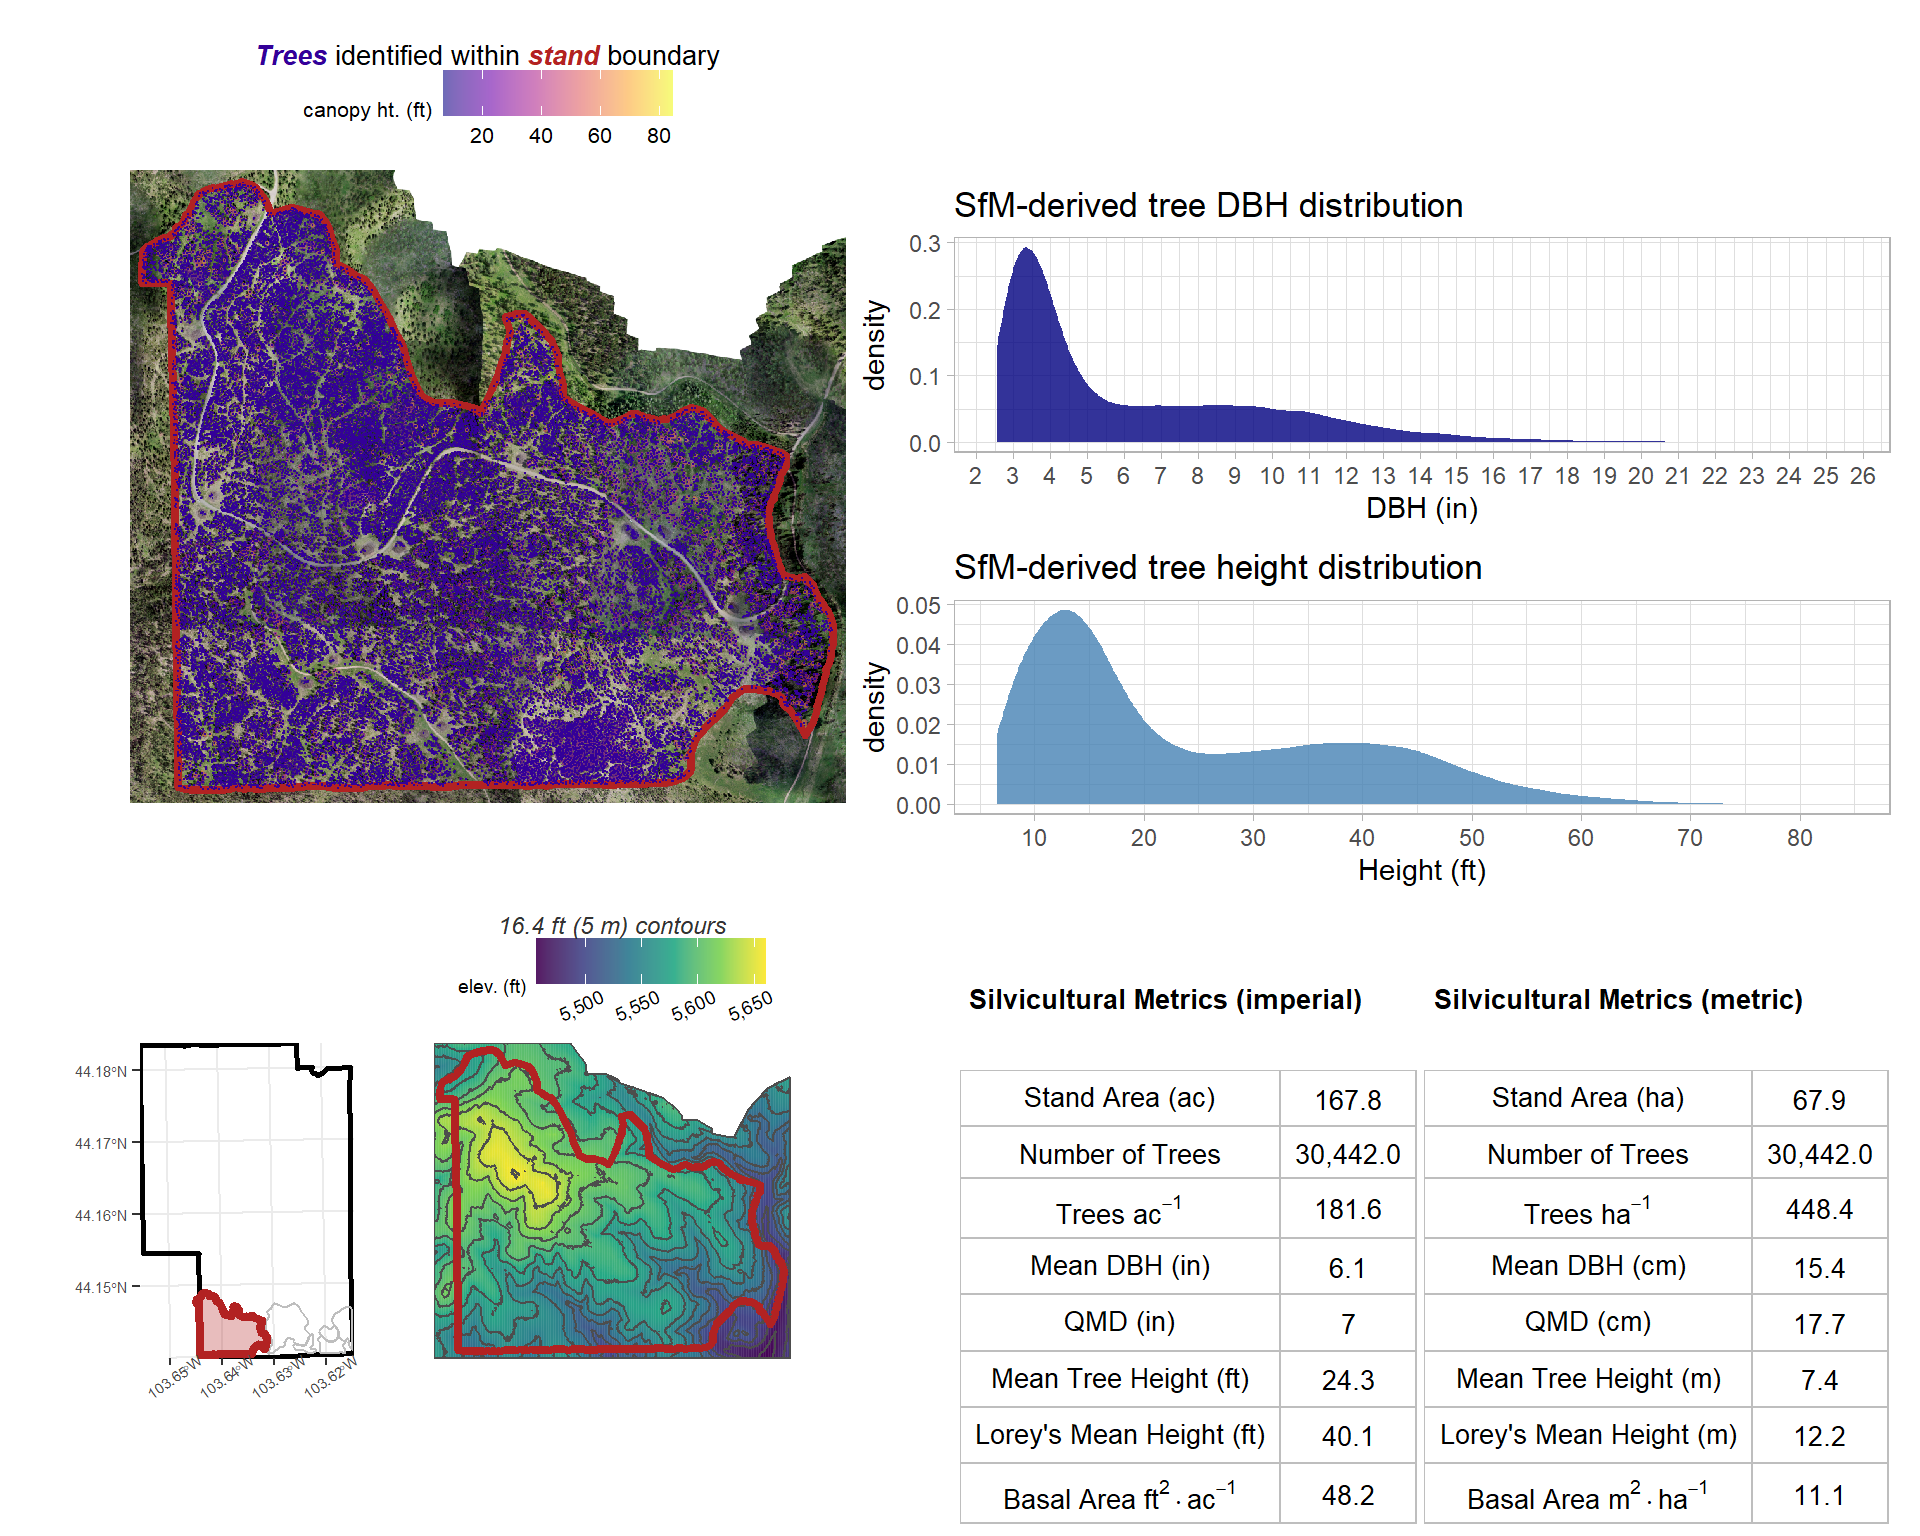 Trees identified within stand boundary
canopy ht. (ft)
20 40 60 80
SfM-derived tree DBH distribution
density
0.3
0.2
0.1
0.0
2 3 4 5 6 7 8 9 10 11 12 13 14 15 16 17 18 19 20 21 22 23 24 25 26
DBH (in)
SfM-derived tree height distribution
density
0.05
0.04
0.03
0.02
0.01
0.00
10 20 30 40 50 60 70 80
Height (ft)
16.4 ft (5 m) contours
elev. (ft)
5,500 5,550 5,600 5,650
44.18°N
44.17°N
44.16°N
44.15°N
103.65°W 103.64°W 103.63°W 103.62°W
Silvicultural Metrics (imperial)
Stand Area (ac) 167.8
Number of Trees 30,442.0
Trees ac⁻¹ 181.6
Mean DBH (in) 6.1
QMD (in) 7
Mean Tree Height (ft) 24.3
Lorey's Mean Height (ft) 40.1
Basal Area ft² · ac⁻¹ 48.2
Silvicultural Metrics (metric)
Stand Area (ha) 67.9
Number of Trees 30,442.0
Trees ha⁻¹ 448.4
Mean DBH (cm) 15.4
QMD (cm) 17.7
Mean Tree Height (m) 7.4
Lorey's Mean Height (m) 12.2
Basal Area m² · ha⁻¹ 11.1